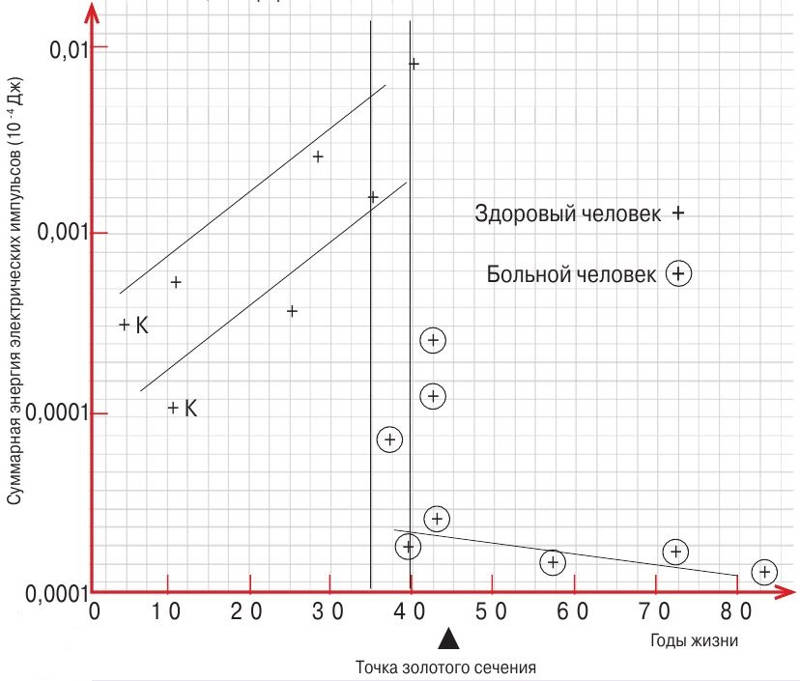 Суммарная энергия электрических импульсов (10 -4 Дж)
0,01
0,001
0,0001
0,0001
К
К
Здоровый человек +
Больной человек +
0 10 20 30 40 50 60 70 80
Годы жизни
Точка золотого сечения